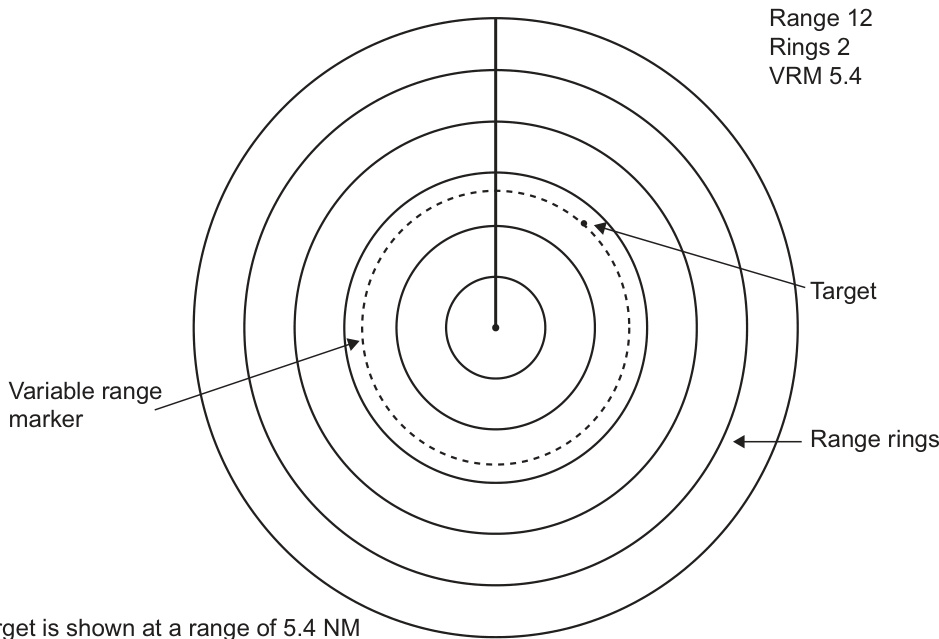 Range 12
Rings 2
VRM 5.4
Target
Variable range
marker
Range rings
rget is shown at a range of 5.4 NM